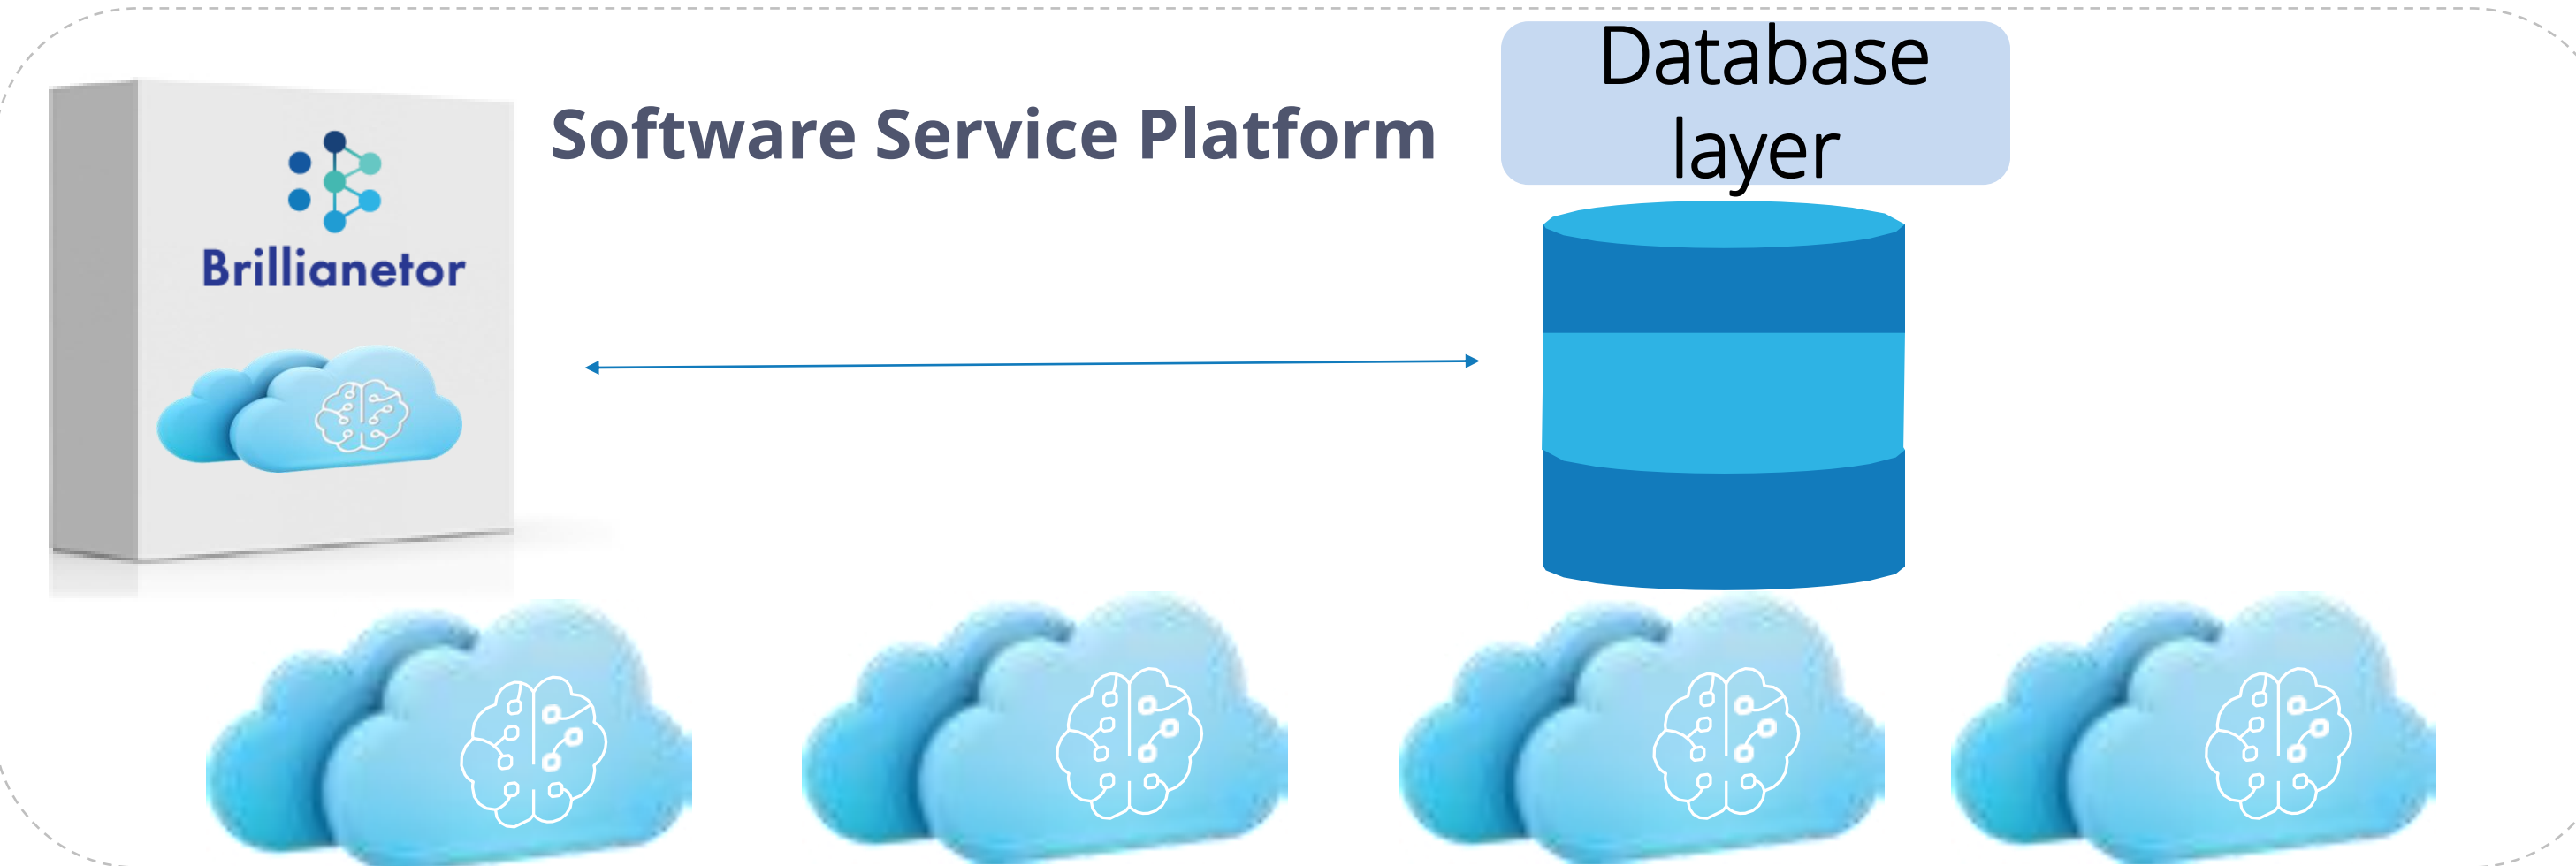 Database
layer
Software Service Platform
Brillianetor